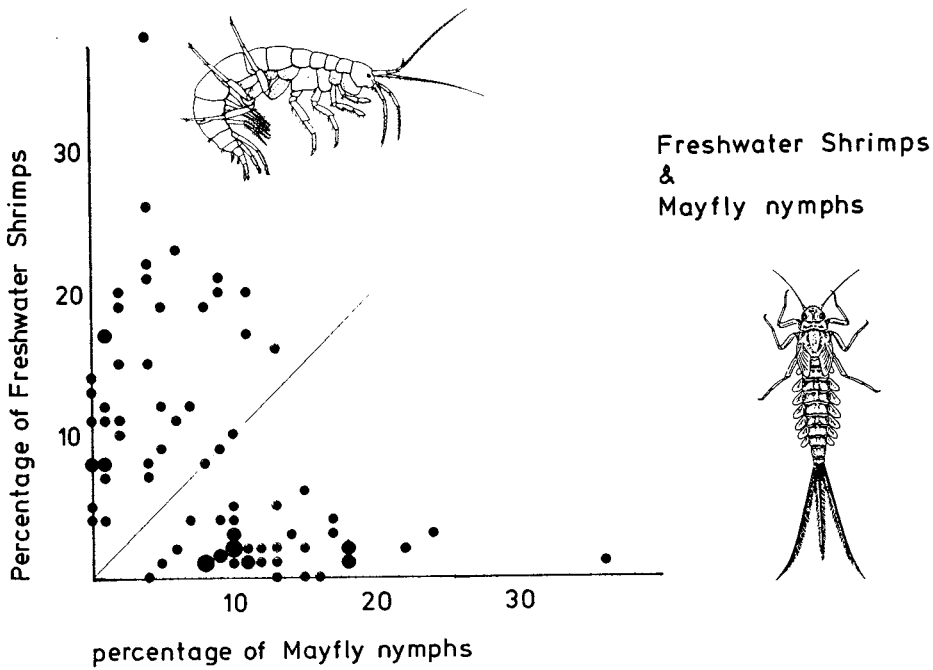 Freshwater Shrimps
&
Mayfly nymphs
Percentage of Freshwater Shrimps
30
20
10
10
20
30
percentage of Mayfly nymphs